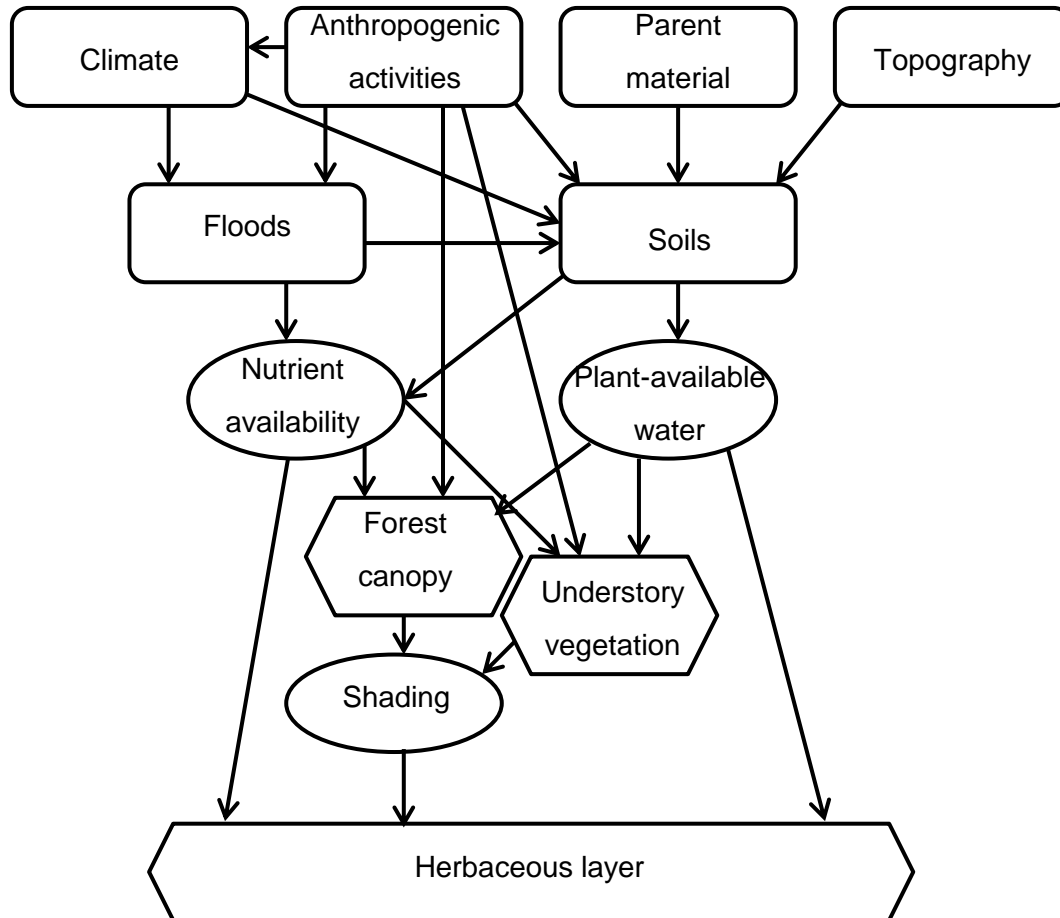 Climate
Anthropogenic
activities
Parent
material
Topography
Floods
Soils
Nutrient
availability
Plant-available
water
Forest
canopy
Understory
vegetation
Shading
Herbaceous layer